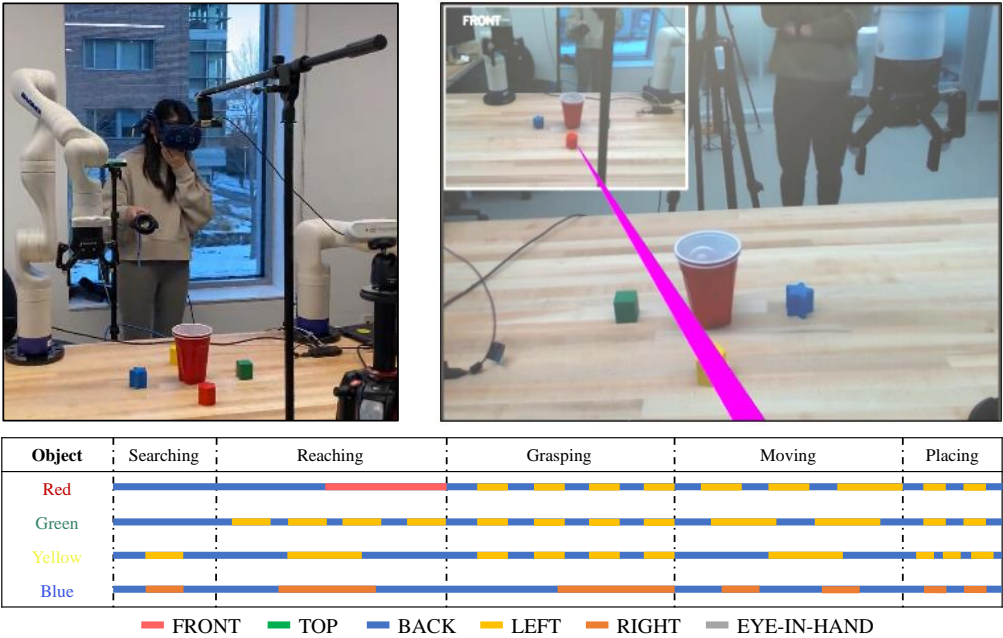 FRONT
Object Searching Reaching Grasping Moving Placing
Red
Green
Yellow
Blue
FRONT TOP BACK LEFT RIGHT EYE-IN-HAND